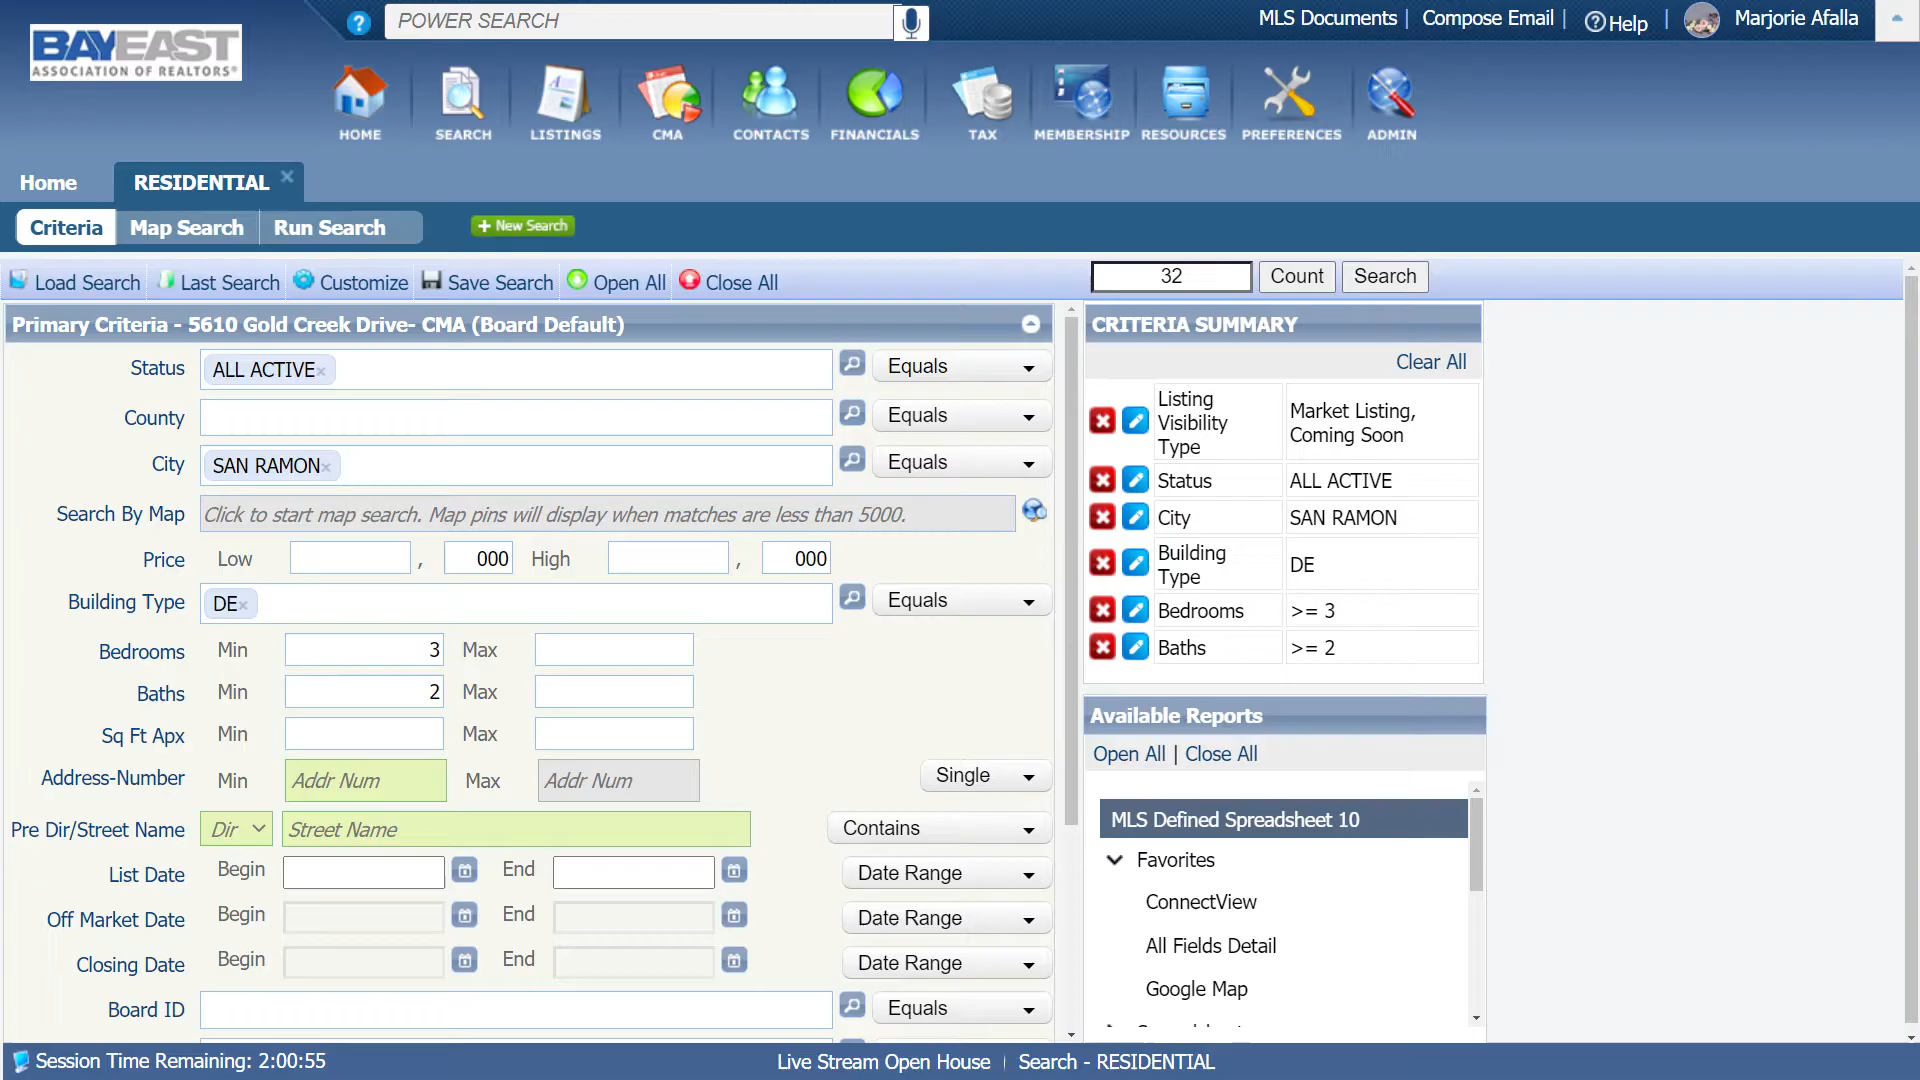 POWER SEARCH
MLS Documents | Compose Email | Help | Marjorie Afalla
BAYEAST
ASSOCIATION OF REALTORS®
HOME SEARCH LISTINGS CMA CONTACTS FINANCIALS TAX MEMBERSHIP RESOURCES PREFERENCES ADMIN
Home RESIDENTIAL
Criteria Map Search Run Search + New Search
Load Search Last Search Customize Save Search Open All Close All 32 Count Search
Primary Criteria - 5610 Gold Creek Drive- CMA (Board Default)
Status ALL ACTIVE× Equals
County Equals
City SAN RAMON× Equals
Search By Map Click to start map search. Map pins will display when matches are less than 5000.
Price Low , 000 High , 000
Building Type DE× Equals
Bedrooms Min 3 Max
Baths Min 2 Max
Sq Ft Apx Min Max
Address-Number Min Addr Num Max Addr Num Single
Pre Dir/Street Name Dir Street Name Contains
List Date Begin End Date Range
Off Market Date Begin End Date Range
Closing Date Begin End Date Range
Board ID Equals
CRITERIA SUMMARY
Clear All
Listing Visibility Type Market Listing, Coming Soon
Status ALL ACTIVE
City SAN RAMON
Building Type DE
Bedrooms >= 3
Baths >= 2
Available Reports
Open All | Close All
MLS Defined Spreadsheet 10
Favorites
ConnectView
All Fields Detail
Google Map
Session Time Remaining: 2:00:55 Live Stream Open House | Search - RESIDENTIAL